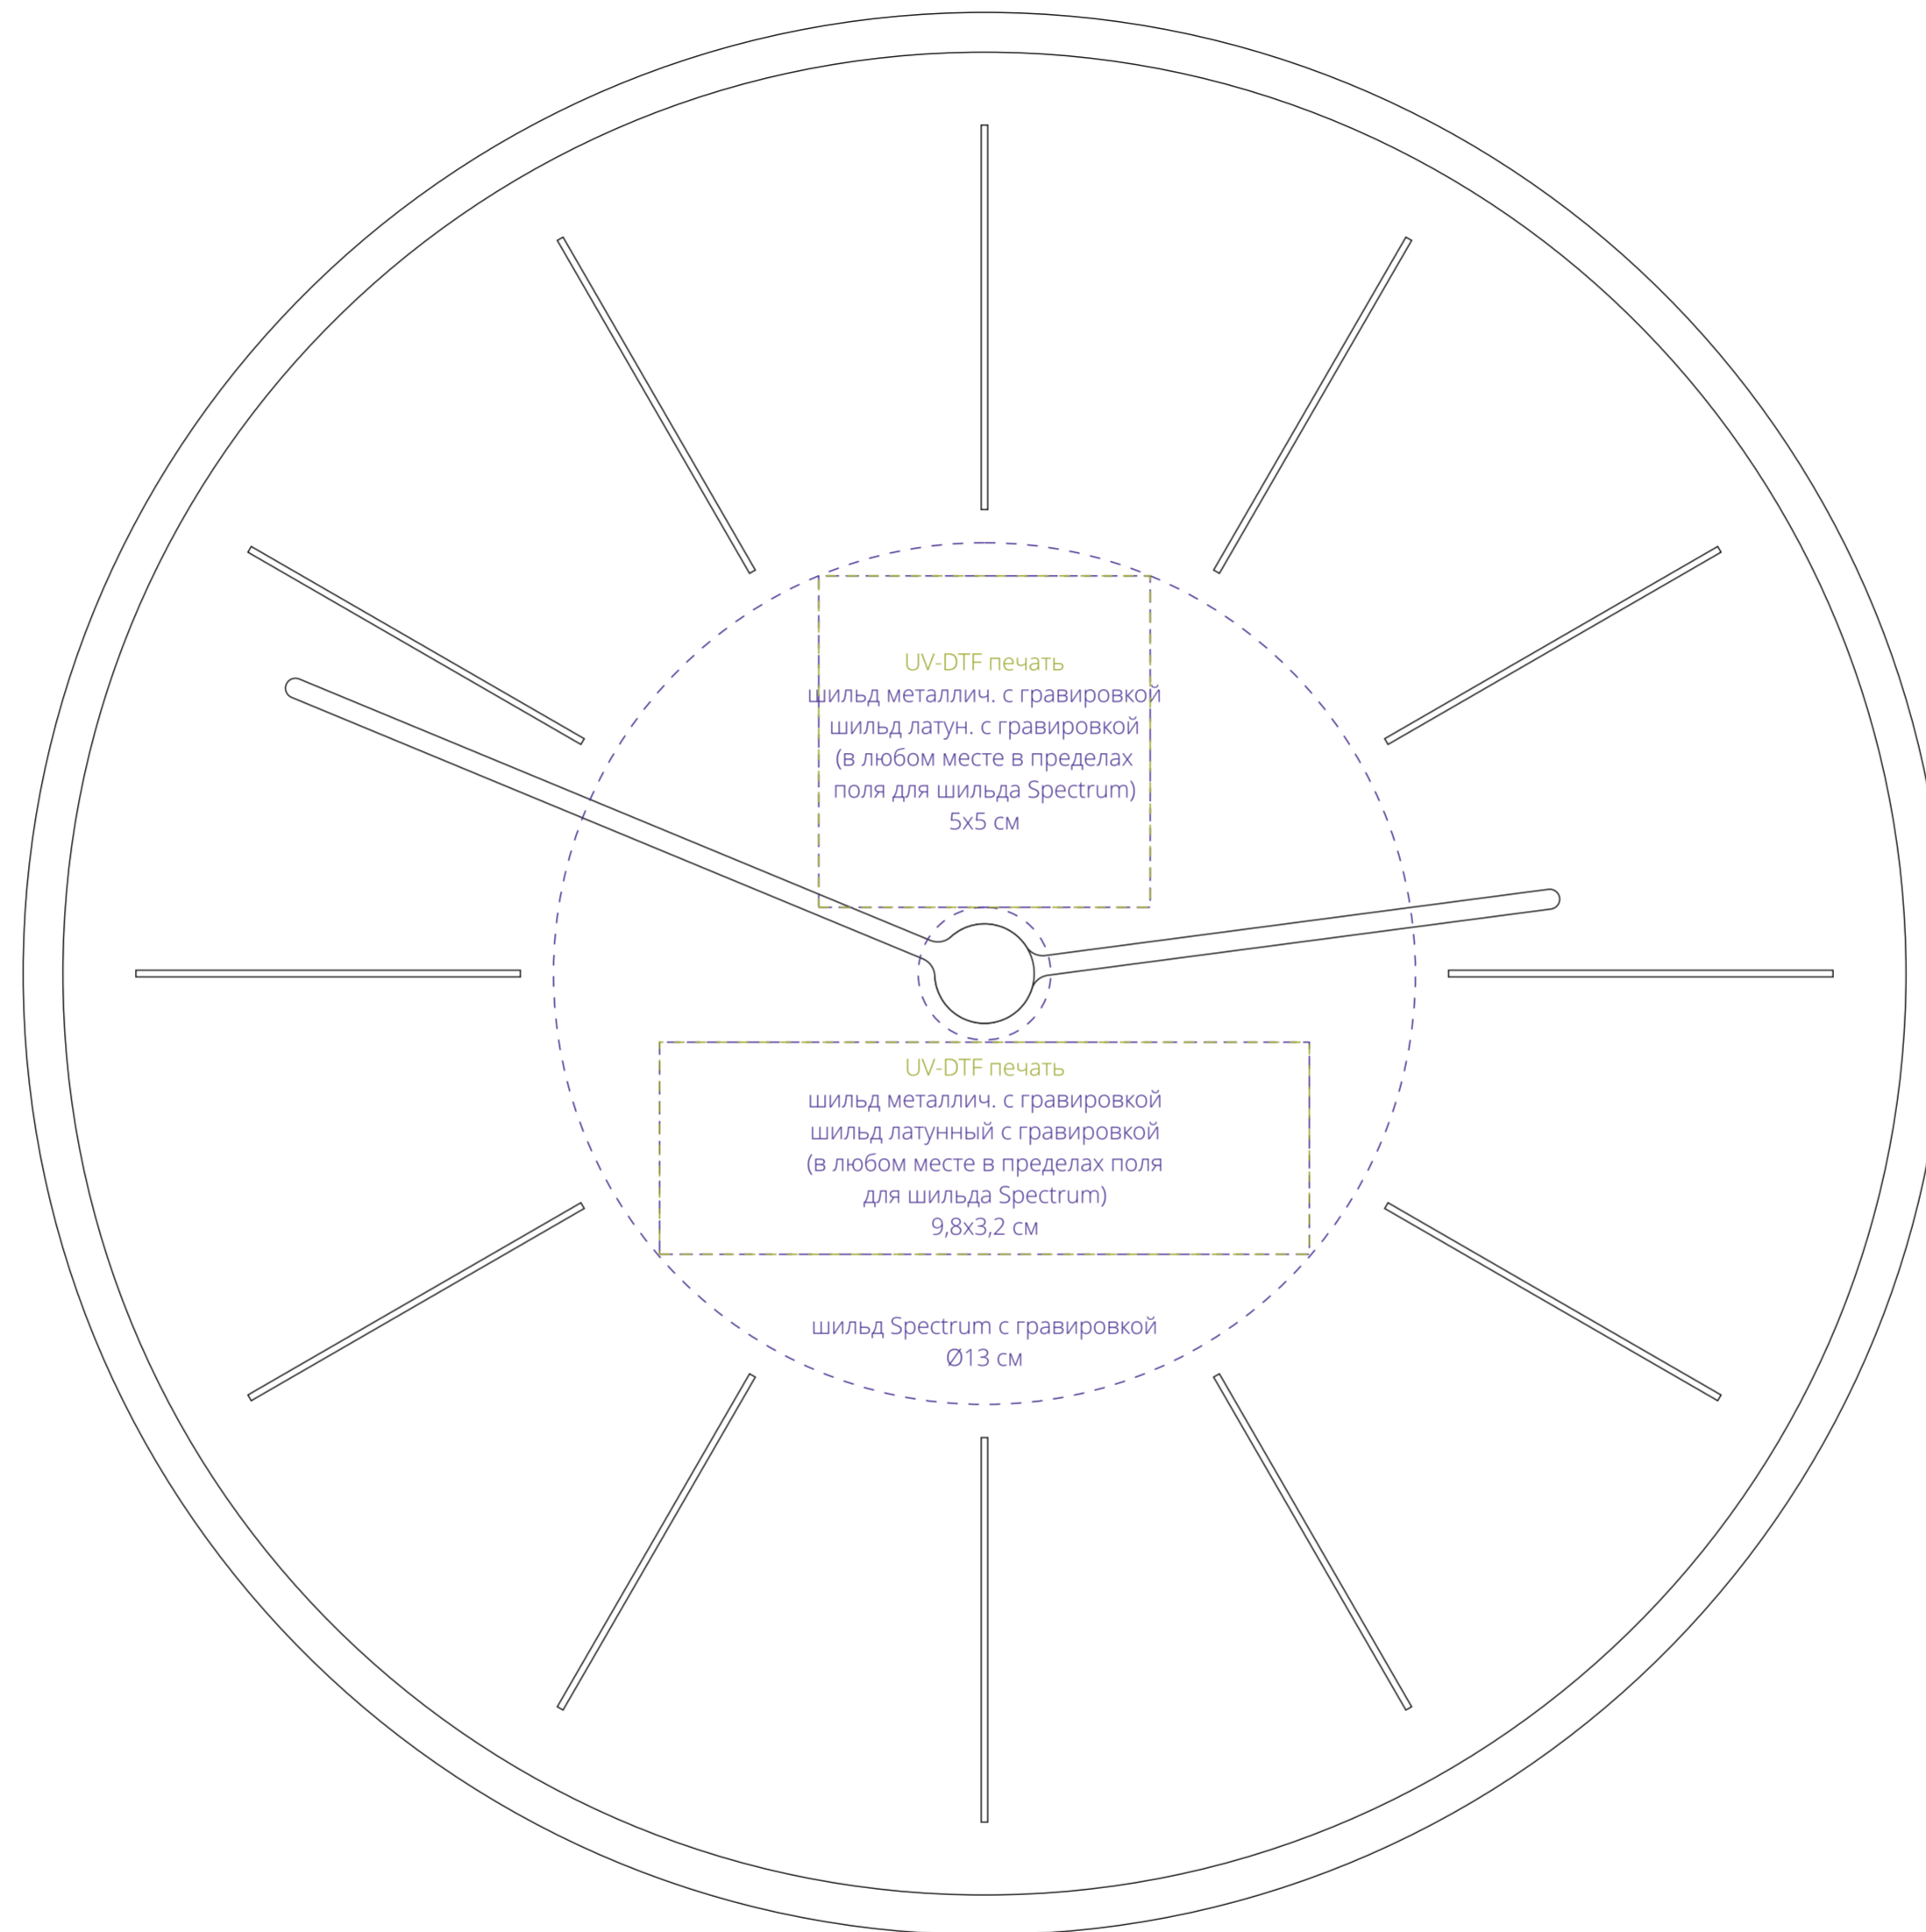 UV-DTF печать
шильд металлич. с гравировкой
шильд латун. с гравировкой
(в любом месте в пределах
поля для шильда Spectrum)
5х5 см
UV-DTF печать
шильд металлич. с гравировкой
шильд латунный с гравировкой
(в любом месте в пределах поля
для шильда Spectrum)
9,8х3,2 см
шильд Spectrum с гравировкой
Ø13 см